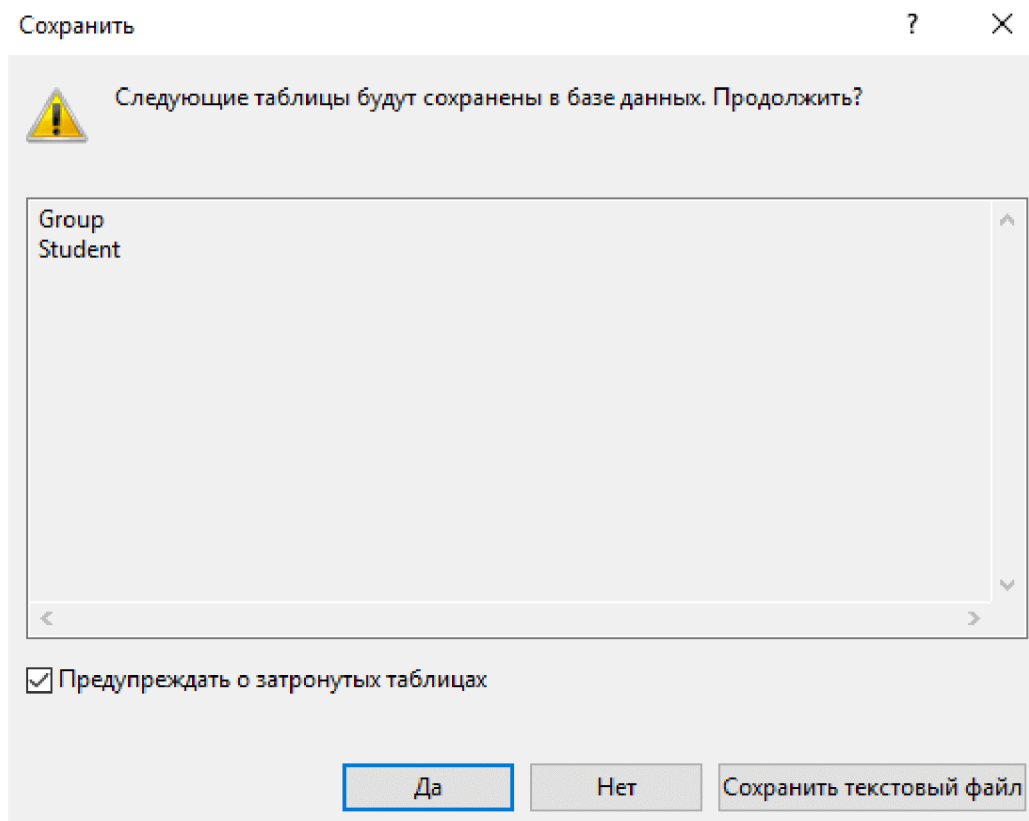 Сохранить
Следующие таблицы будут сохранены в базе данных. Продолжить?
Group
Student
Предупреждать о затронутых таблицах
Да
Нет
Сохранить текстовый файл